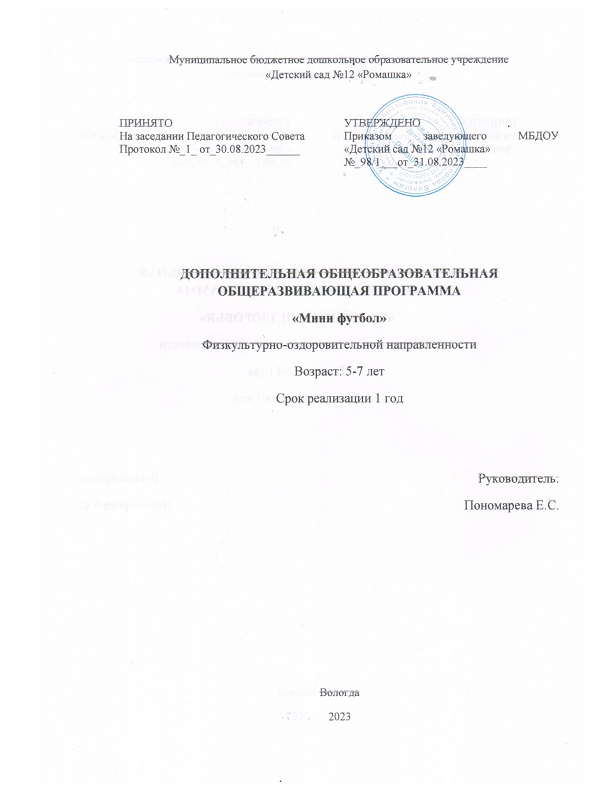 Муниципальное бюджетное дошкольное образовательное учреждение
«Детский сад №12 «Ромашка»
ПРИНЯТО
На заседании Педагогического Совета
Протокол №_1_ от_30.08.2023______
УТВЕРЖДЕНО
Приказом заведующего МБДОУ
«Детский сад №12 «Ромашка»
№_98/1___от_31.08.2023____
ДОПОЛНИТЕЛЬНАЯ ОБЩЕОБРАЗОВАТЕЛЬНАЯ
ОБЩЕРАЗВИВАЮЩАЯ ПРОГРАММА
«Мини футбол»
Физкультурно-оздоровительной направленности
Возраст: 5-7 лет
Срок реализации 1 год
Руководитель:
Пономарева Е.С.
Вологда
2023